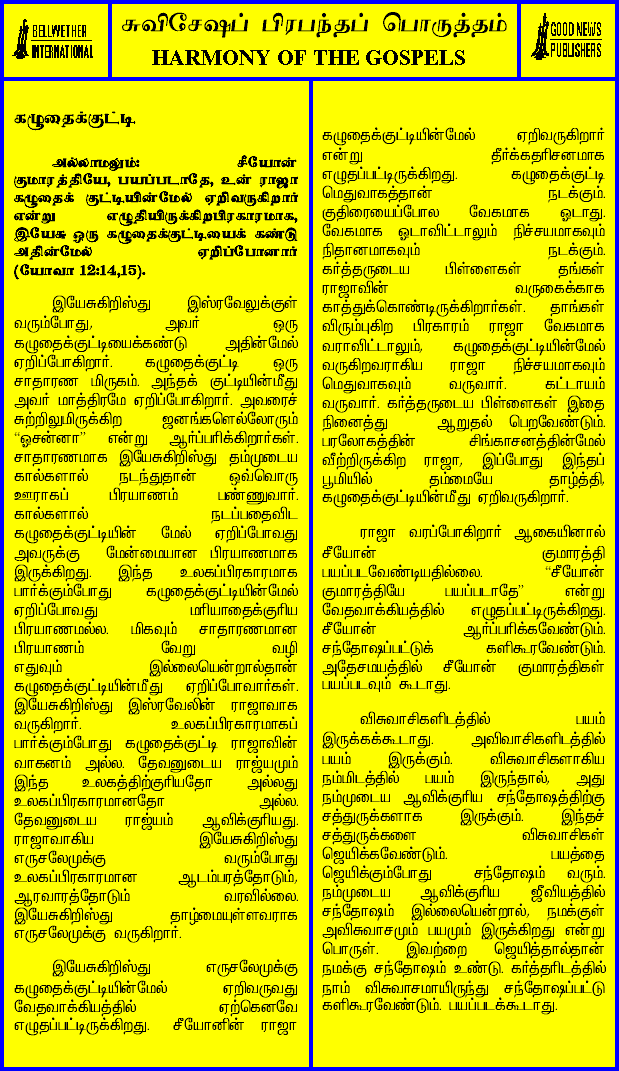 BELLWETHER
INTERNATIONAL
சுவிசேஷப் பிரபந்தப் பொருத்தம்
HARMONY OF THE GOSPELS
GOOD NEWS
PUBLISHERS
கழுதைக்குட்டி
அல்லாமலும்: சீயோன்
குமாரத்தியே, பயப்படாதே, உன் ராஜா
கழுதைக் குட்டியின்மேல் ஏறிவருகிறார்
என்று எழுதியிருக்கிறபிரகாரமாக,
இயேசு ஒரு கழுதைக்குட்டியைக் கண்டு
அதின்மேல் ஏறிப்போனார்
(யோவா 12:14,15).
இயேசுகிறிஸ்து இஸ்ரவேலுக்குள்
வரும்போது, அவர் ஒரு
கழுதைக்குட்டியைக்கண்டு அதின்மேல்
ஏறிப்போகிறார். கழுதைக்குட்டி ஒரு
சாதாரண மிருகம். அந்தக் குட்டியின்மீது
அவர் மாத்திரமே ஏறிப்போகிறார். அவரைச்
சுற்றிலுமிருக்கிற ஜனங்களெல்லோரும்
“ஓசன்னா” என்று ஆர்ப்பரிக்கிறார்கள்.
சாதாரணமாக இயேசுகிறிஸ்து தம்முடைய
கால்களால் நடந்துதான் ஒவ்வொரு
ஊராகப் பிரயாணம் பண்ணுவார்.
கால்களால் நடப்பதைவிட
கழுதைக்குட்டியின் மேல் ஏறிப்போவது
அவருக்கு மேன்மையான பிரயாணமாக
இருக்கிறது. இந்த உலகப்பிரகாரமாக
பார்க்கும்போது கழுதைக்குட்டியின்மேல்
ஏறிப்போவது மரியாதைக்குரிய
பிரயாணமல்ல. மிகவும் சாதாரணமான
பிரயாணம் வேறு வழி
எதுவும் இல்லையென்றால்தான்
கழுதைக்குட்டியின்மீது ஏறிப்போவார்கள்.
இயேசுகிறிஸ்து இஸ்ரவேலின் ராஜாவாக
வருகிறார். உலகப்பிரகாரமாகப்
பார்க்கும்போது கழுதைக்குட்டி ராஜாவின்
வாகனம் அல்ல. தேவனுடைய ராஜ்யமும்
இந்த உலகத்திற்குரியதோ அல்லது
உலகப்பிரகாரமானதோ அல்ல.
தேவனுடைய ராஜ்யம் ஆவிக்குரியது.
ராஜாவாகிய இயேசுகிறிஸ்து
எருசலேமுக்கு வரும்போது
உலகப்பிரகாரமான ஆடம்பரத்தோடும்,
ஆரவாரத்தோடும் வரவில்லை.
இயேசுகிறிஸ்து தாழ்மையுள்ளவராக
எருசலேமுக்கு வருகிறார்.
இயேசுகிறிஸ்து எருசலேமுக்கு
கழுதைக்குட்டியின்மேல் ஏறிவருவது
வேதவாக்கியத்தில் ஏற்கெனவே
எழுதப்பட்டிருக்கிறது. சீயோனின் ராஜா
கழுதைக்குட்டியின்மேல் ஏறிவருகிறார்
என்று தீர்க்கதரிசனமாக
எழுதப்பட்டிருக்கிறது. கழுதைக்குட்டி
மெதுவாகத்தான் நடக்கும்.
குதிரையைப்போல வேகமாக ஓடாது.
வேகமாக ஓடாவிட்டாலும் நிச்சயமாகவும்
நிதானமாகவும் நடக்கும்.
கர்த்தருடைய பிள்ளைகள் தங்கள்
ராஜாவின் வருகைக்காக
காத்துக்கொண்டிருக்கிறார்கள். தாங்கள்
விரும்புகிற பிரகாரம் ராஜா வேகமாக
வராவிட்டாலும், கழுதைக்குட்டியின்மேல்
வருகிறவராகிய ராஜா நிச்சயமாகவும்
மெதுவாகவும் வருவார். கட்டாயம்
வருவார். கர்த்தருடைய பிள்ளைகள் இதை
நினைத்து ஆறுதல் பெறவேண்டும்.
பரலோகத்தின் சிங்காசனத்தின்மேல்
வீற்றிருக்கிற ராஜா, இப்போது இந்தப்
பூமியில் தம்மையே தாழ்த்தி,
கழுதைக்குட்டியின்மீது ஏறிவருகிறார்.
ராஜா வரப்போகிறார் ஆகையினால்
சீயோன் குமாரத்தி
பயப்படவேண்டியதில்லை. “சீயோன்
குமாரத்தியே பயப்படாதே” என்று
வேதவாக்கியத்தில் எழுதப்பட்டிருக்கிறது.
சீயோன் ஆர்ப்பரிக்கவேண்டும்.
சந்தோஷப்பட்டுக் களிகூரவேண்டும்.
அதேசமயத்தில் சீயோன் குமாரத்திகள்
பயப்படவும் கூடாது.
விசுவாசிகளிடத்தில் பயம்
இருக்கக்கூடாது. அவிவாசிகளிடத்தில்
பயம் இருக்கும். விசுவாசிகளாகிய
நம்மிடத்தில் பயம் இருந்தால், அது
நம்முடைய ஆவிக்குரிய சந்தோஷத்திற்கு
சத்துருக்களாக இருக்கும். இந்தச்
சத்துருக்களை விசுவாசிகள்
ஜெயிக்கவேண்டும். பயத்தை
ஜெயிக்கும்போது சந்தோஷம் வரும்.
நம்முடைய ஆவிக்குரிய ஜீவியத்தில்
சந்தோஷம் இல்லையென்றால், நமக்குள்
அவிசுவாசமும் பயமும் இருக்கிறது என்று
பொருள். இவற்றை ஜெயித்தால்தான்
நமக்கு சந்தோஷம் உண்டு. கர்த்தரிடத்தில்
நாம் விசுவாசமாயிருந்து சந்தோஷப்பட்டு
களிகூரவேண்டும். பயப்படக்கூடாது.